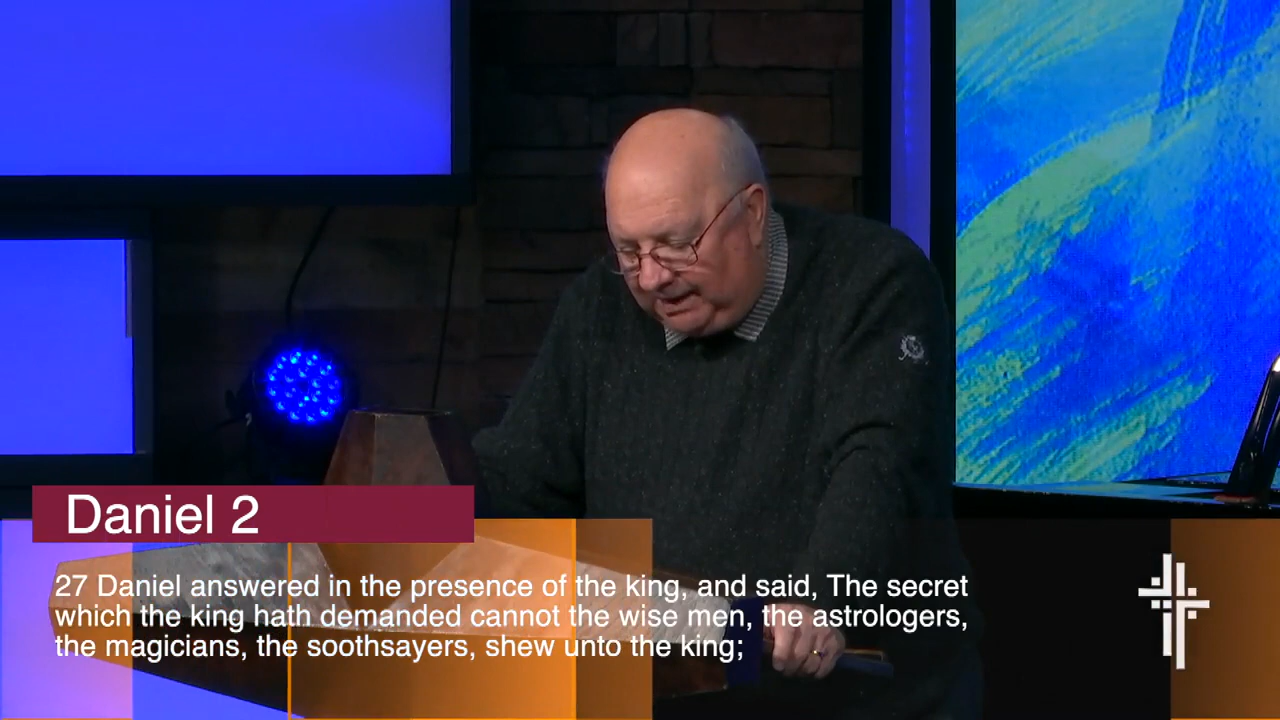 Daniel 2
27 Daniel answered in the presence of the king, and said, The secret
which the king hath demanded cannot the wise men, the astrologers,
the magicians, the soothsayers, shew unto the king;